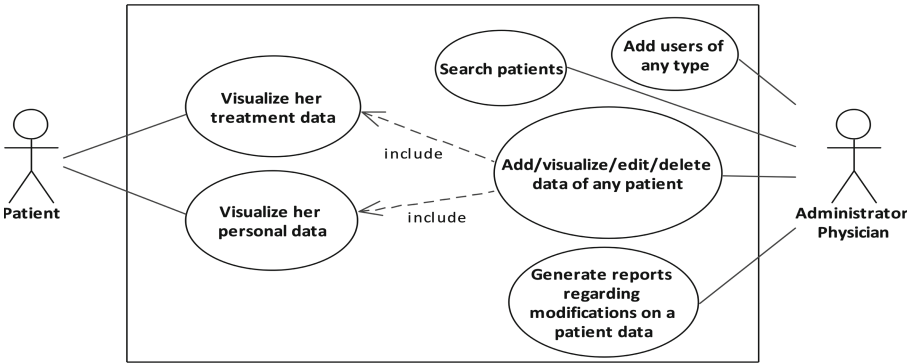 Add users of
any type
Search patients
Visualize her
treatment data
include
Add/visualize/edit/delete
data of any patient
Patient
Visualize her
personal data
include
Administrator
Physician
Generate reports
regarding
modifications on a
patient data